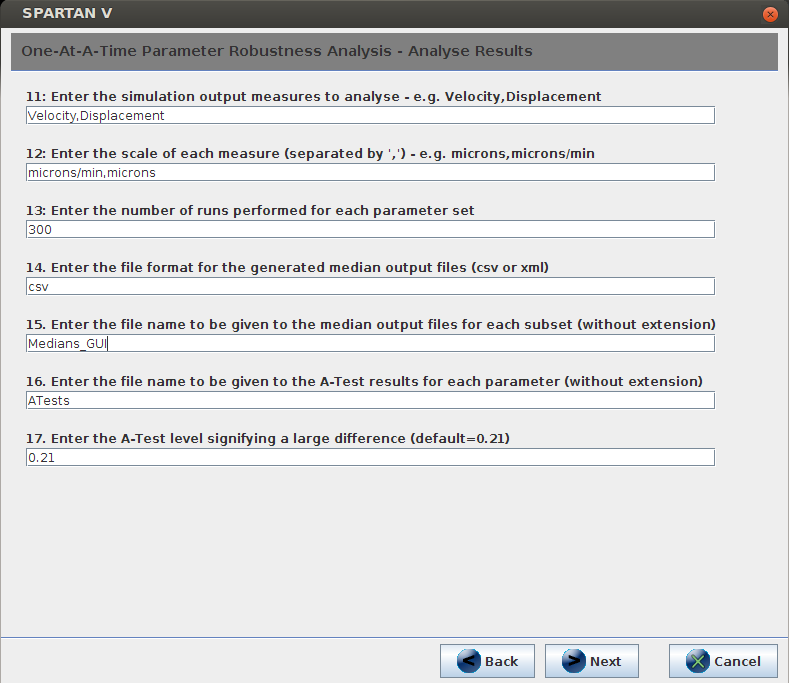 SPARTAN V
One-At-A-Time Parameter Robustness Analysis - Analyse Results
11: Enter the simulation output measures to analyse - e.g. Velocity,Displacement
Velocity,Displacement
12: Enter the scale of each measure (separated by ',') - e.g. microns,microns/min
microns/min,microns
13: Enter the number of runs performed for each parameter set
300
14. Enter the file format for the generated median output files (csv or xml)
csv
15. Enter the file name to be given to the median output files for each subset (without extension)
Medians_GUI
16. Enter the file name to be given to the A-Test results for each parameter (without extension)
ATests
17. Enter the A-Test level signifying a large difference (default=0.21)
0.21
Back Next Cancel